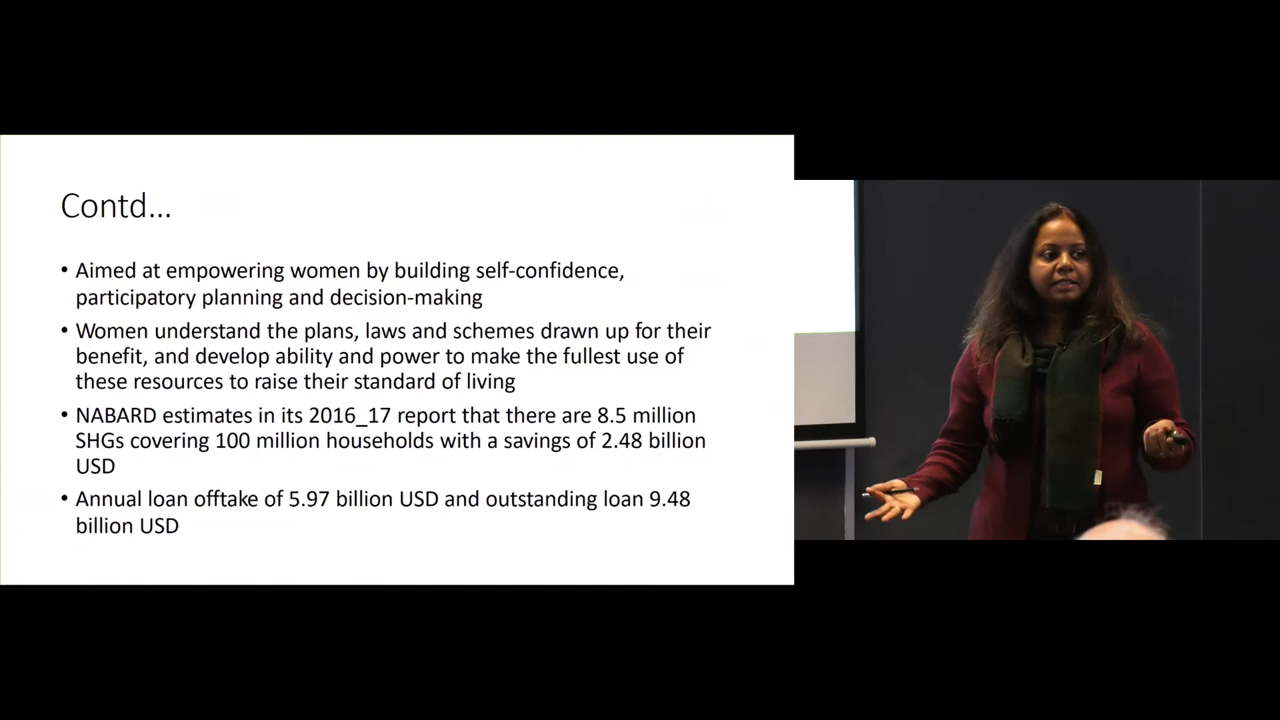 Contd...
• Aimed at empowering women by building self-confidence,
participatory planning and decision-making
• Women understand the plans, laws and schemes drawn up for their
benefit, and develop ability and power to make the fullest use of
these resources to raise their standard of living
• NABARD estimates in its 2016_17 report that there are 8.5 million
SHGs covering 100 million households with a savings of 2.48 billion
USD
• Annual loan offtake of 5.97 billion USD and outstanding loan 9.48
billion USD